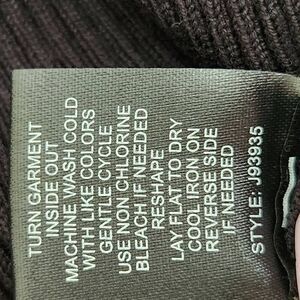 TURN GARMENT
INSIDE OUT
MACHINE WASH COLD
WITH LIKE COLORS
GENTLE CYCLE
USE NON CHLORINE
BLEACH IF NEEDED
RESHAPE
LAY FLAT TO DRY
COOL IRON ON
REVERSE SIDE
IF NEEDED
STYLE: J93935